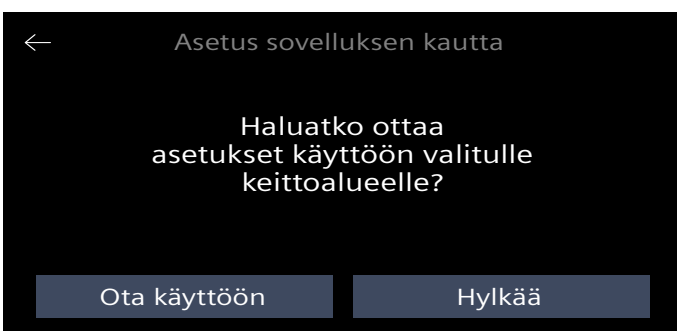 Asetus sovelluksen kautta
Haluatko ottaa
asetukset käyttöön valitulle
keittoalueelle?
Ota käyttöön
Hylkää